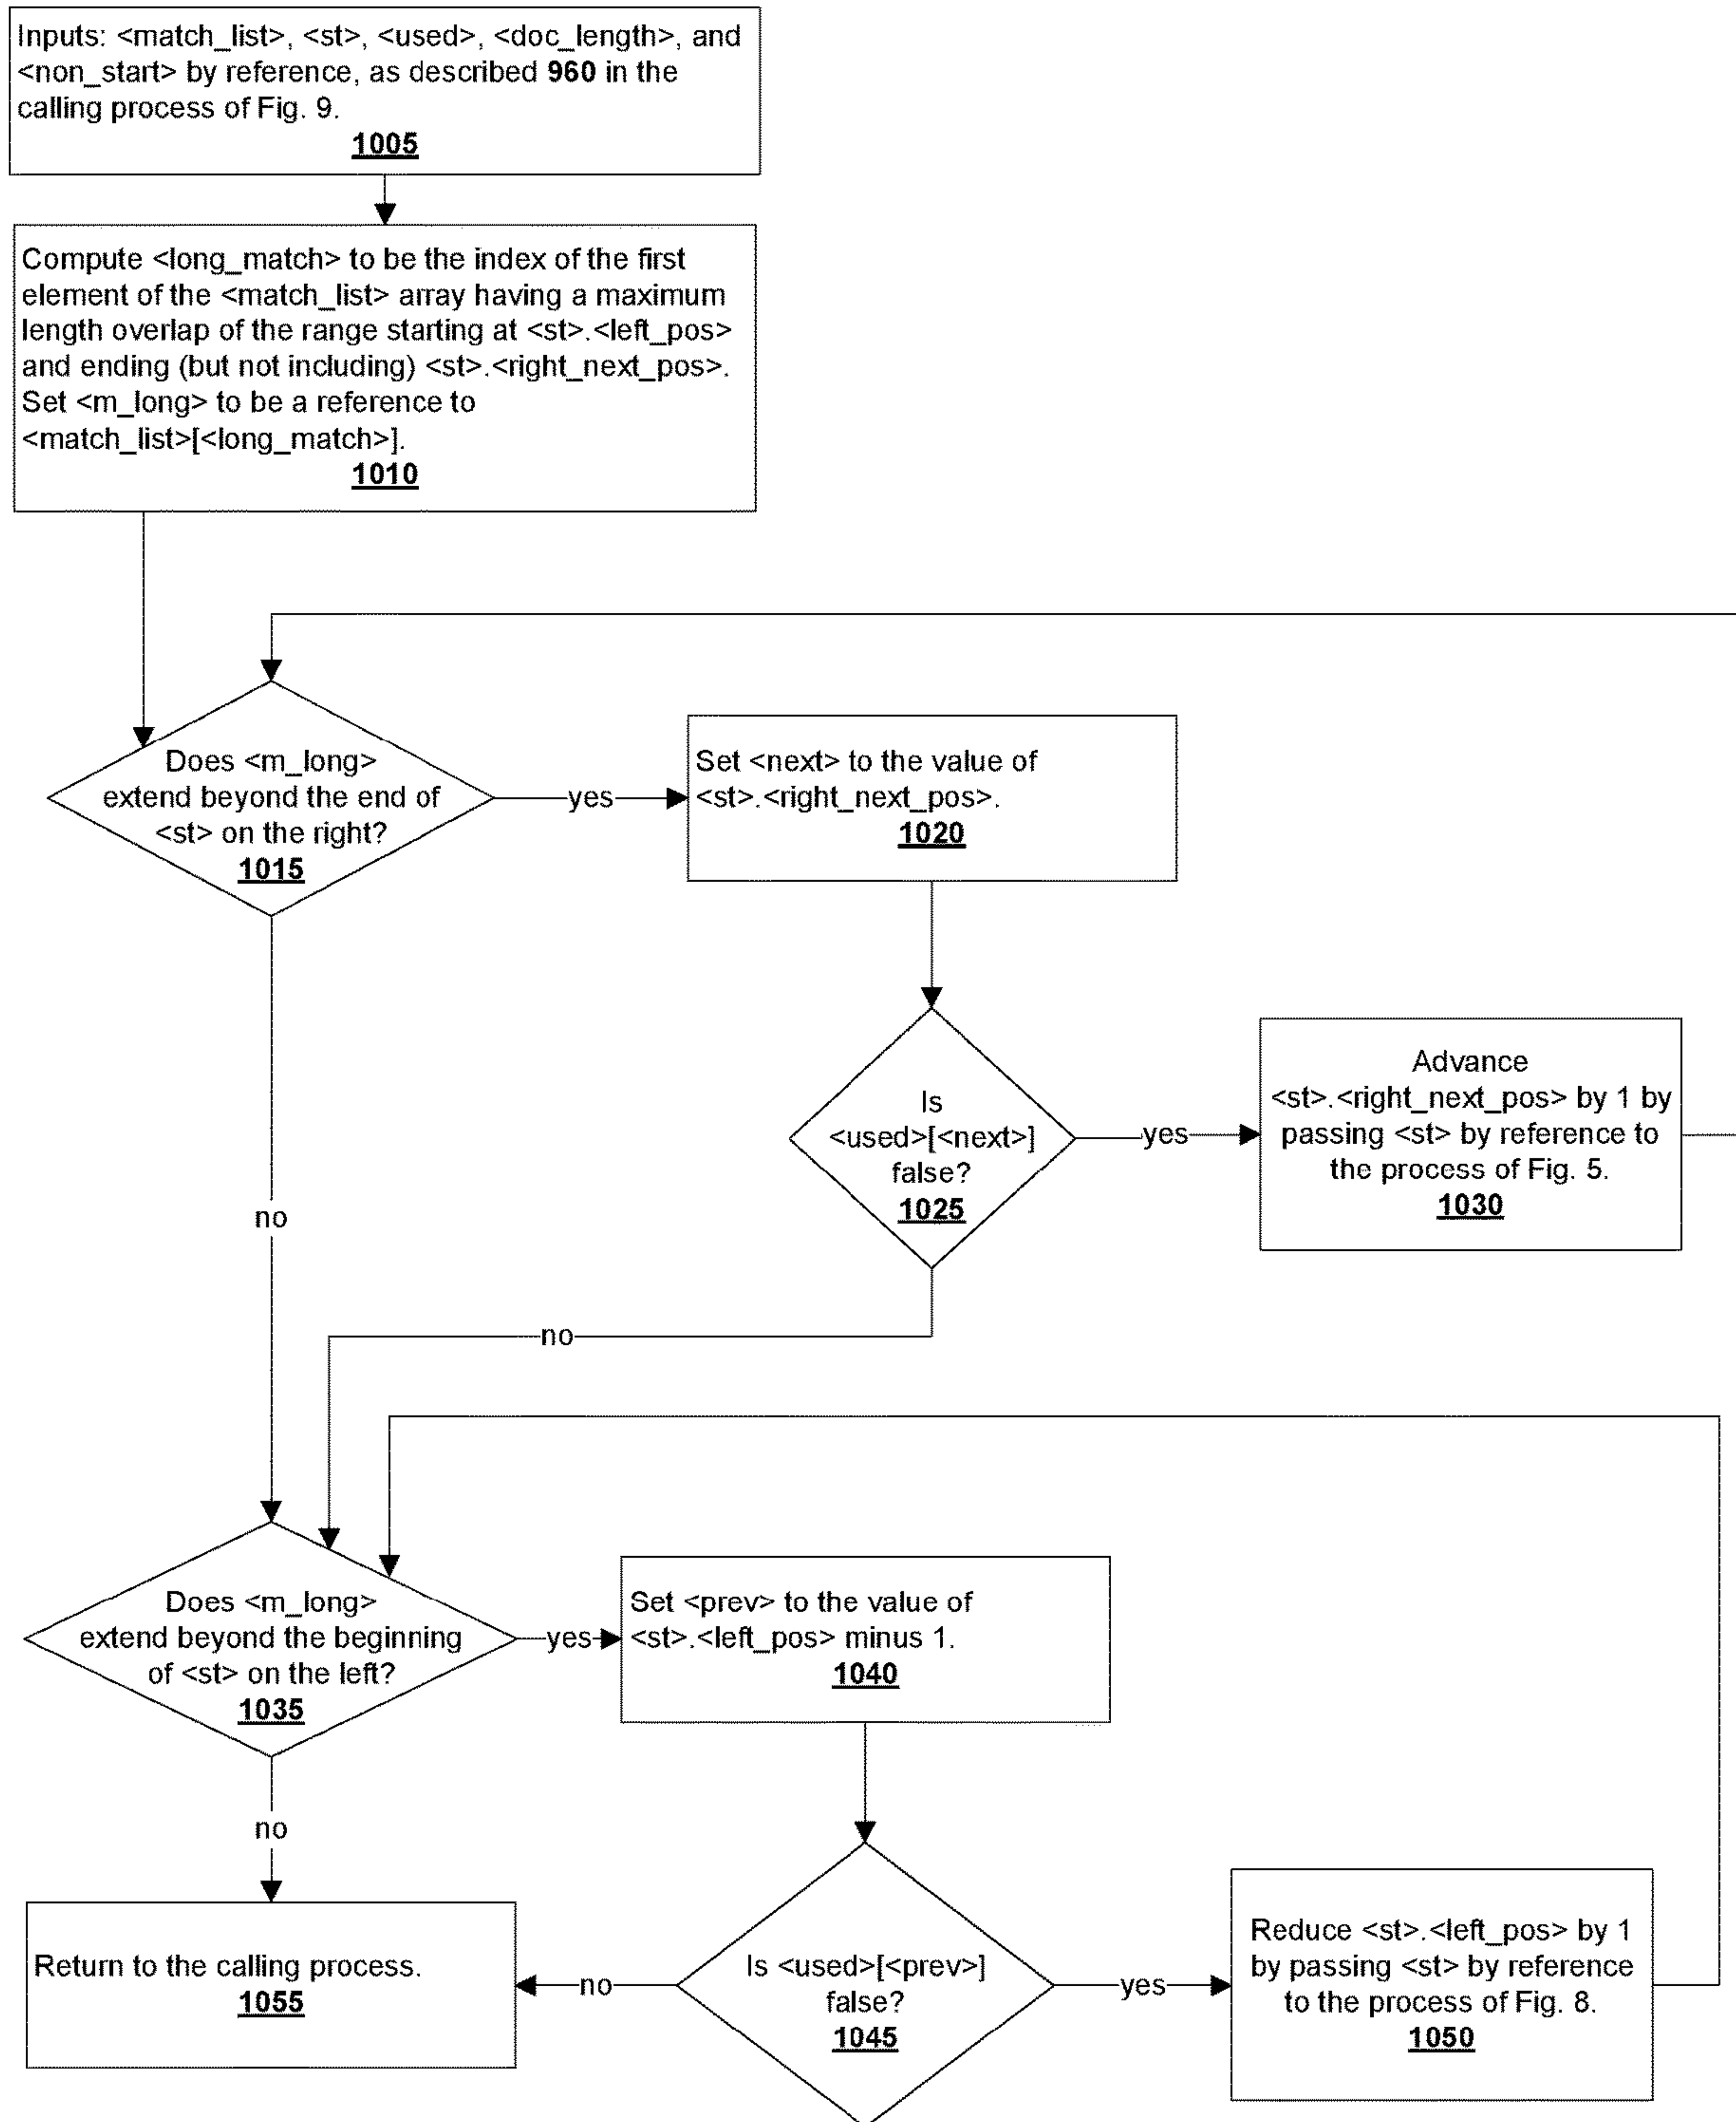 Inputs: <match_list>, <st>, <used>, <doc_length>, and
<non_start> by reference, as described 960 in the
calling process of Fig. 9.
1005
Compute <long_match> to be the index of the first
element of the <match_list> array having a maximum
length overlap of the range starting at <st>.<left_pos>
and ending (but not including) <st>.<right_next_pos>.
Set <m_long> to be a reference to
<match_list>[<long_match>].
1010
Does <m_long>
extend beyond the end of
<st> on the right?
1015
yes
Set <next> to the value of
<st>.<right_next_pos>.
1020
Is
<used>[<next>]
false?
1025
yes
Advance
<st>.<right_next_pos> by 1 by
passing <st> by reference to
the process of Fig. 5.
1030
no
no
Does <m_long>
extend beyond the beginning
of <st> on the left?
1035
yes
Set <prev> to the value of
<st>.<left_pos> minus 1.
1040
no
Return to the calling process.
1055
no
Is <used>[<prev>]
false?
1045
yes
Reduce <st>.<left_pos> by 1
by passing <st> by reference
to the process of Fig. 8.
1050